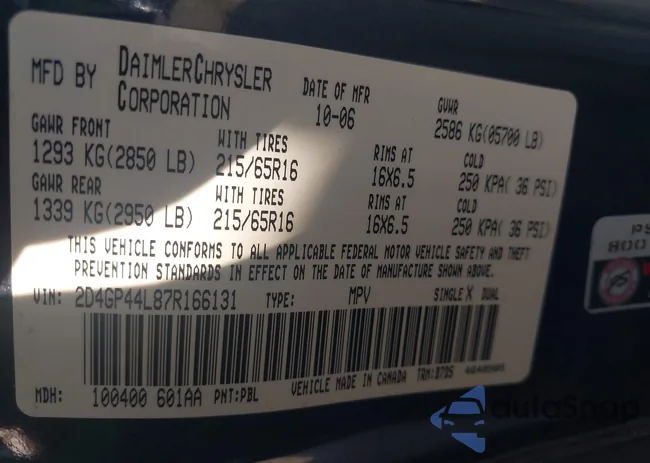 MFD BY DAIMLERCHRYSLER CORPORATION
DATE OF MFR 10-06
GVWR 2586 KG(05700 LB)
GAWR FRONT WITH TIRES RIMS AT COLD
1293 KG(2850 LB) 215/65R16 16X6.5 250 KPA( 36 PSI)
GAWR REAR WITH TIRES RIMS AT COLD
1339 KG(2950 LB) 215/65R16 16X6.5 250 KPA( 36 PSI)
THIS VEHICLE CONFORMS TO ALL APPLICABLE FEDERAL MOTOR VEHICLE SAFETY AND THEFT
PREVENTION STANDARDS IN EFFECT ON THE DATE OF MANUFACTURE SHOWN ABOVE.
VIN: 2D4GP44L87R166131 TYPE: MPV SINGLE X DUAL
MDH: 100400 601AA PNT:PBL VEHICLE MADE IN CANADA TRM:B7DS
autoSnap